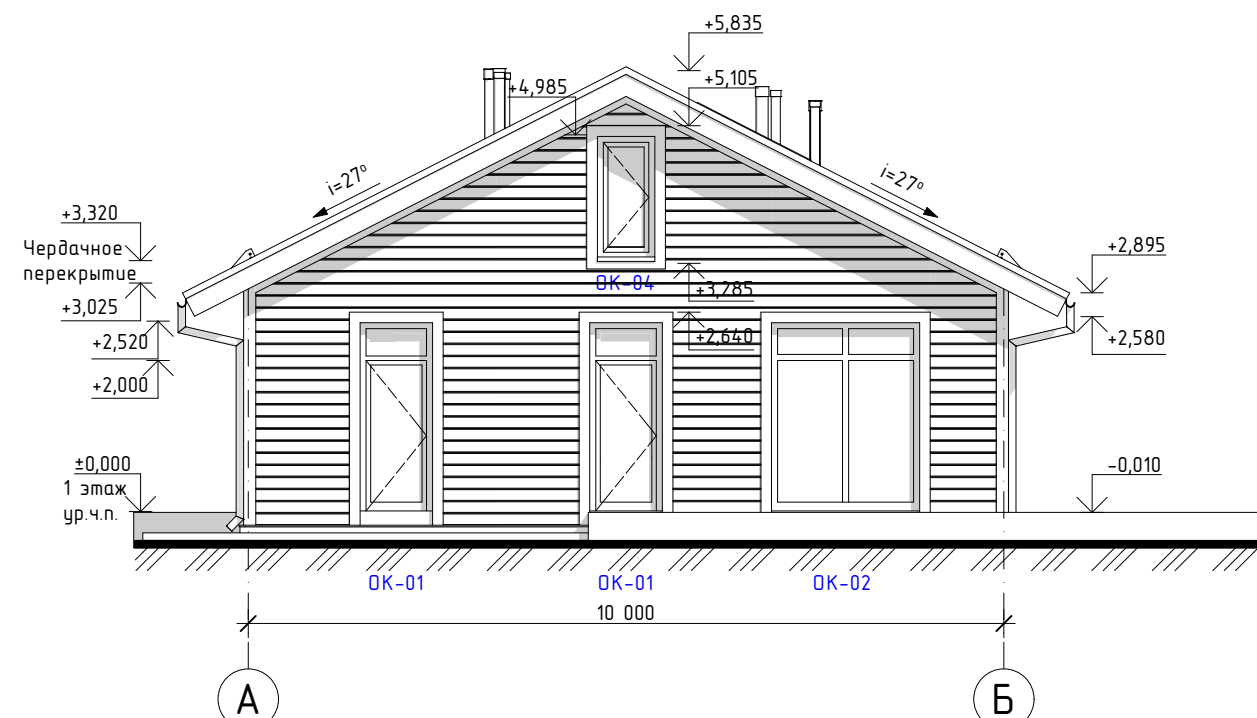 +5,835
+4,985
+5,105
i=27°
i=27°
+3,320
Чердачное
перекрытие
+3,025
+2,520
+2,000
+2,895
+2,580
ОК-04
+3,285
+2,640
±0,000
1 этаж
ур.ч.п.
-0,010
ОК-01
ОК-01
ОК-02
10 000
А
Б